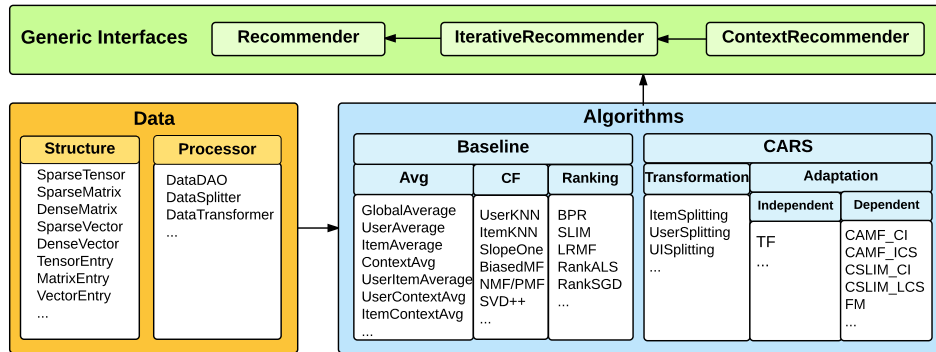 Generic Interfaces
Recommender
IterativeRecommender
ContextRecommender
Data
Structure
SparseTensor
SparseMatrix
DenseMatrix
SparseVector
DenseVector
TensorEntry
MatrixEntry
VectorEntry
...
Processor
DataDAO
DataSplitter
DataTransformer
...
Algorithms
Baseline
Avg
GlobalAverage
UserAverage
ItemAverage
ContextAvg
UserItemAverage
UserContextAvg
ItemContextAvg
...
CF
UserKNN
ItemKNN
SlopeOne
BiasedMF
NMF/PMF
SVD++
...
Ranking
BPR
SLIM
LRMF
RankALS
RankSGD
...
CARS
Transformation
ItemSplitting
UserSplitting
UISplitting
...
Adaptation
Independent
TF
...
Dependent
CAMF_CI
CAMF_ICS
CSLIM_CI
CSLIM_LCS
FM
...